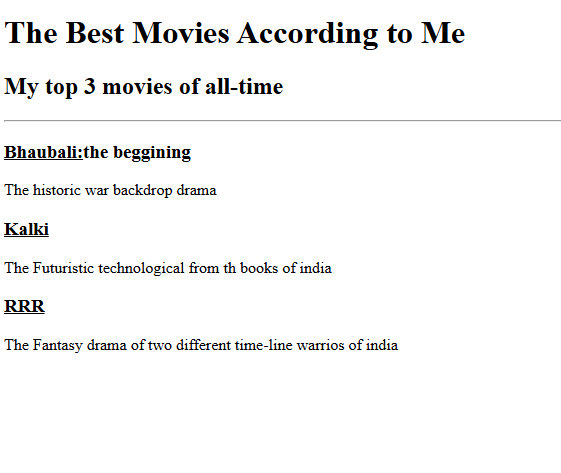 The Best Movies According to Me
My top 3 movies of all-time
Bhaubali:the beggining
The historic war backdrop drama
Kalki
The Futuristic technological from th books of india
RRR
The Fantasy drama of two different time-line warrios of india